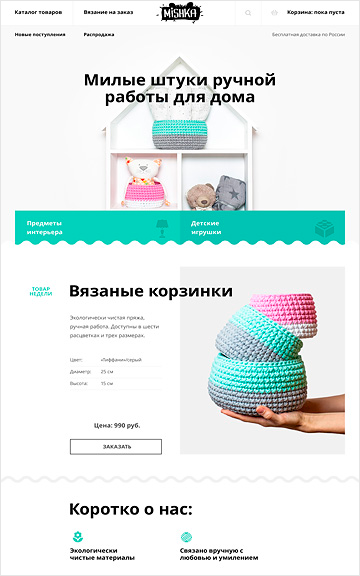 Каталог товаров
Вязание на заказ
MiSHKA
Корзина: пока пуста
Новые поступления
Распродажа
Бесплатная доставка по России
Милые штуки ручной
работы для дома
Предметы
интерьера
Детские
игрушки
ТОВАР
НЕДЕЛИ
Вязаные корзинки
Экологически чистая пряжа,
ручная работа. Доступны в шести
расцветках и трех размерах.
Цвет: «Тиффани»/серый
Диаметр: 25 см
Высота: 15 см
Цена: 990 руб.
ЗАКАЗАТЬ
Коротко о нас:
Экологически
чистые материалы
Связано вручную с
любовью и умилением